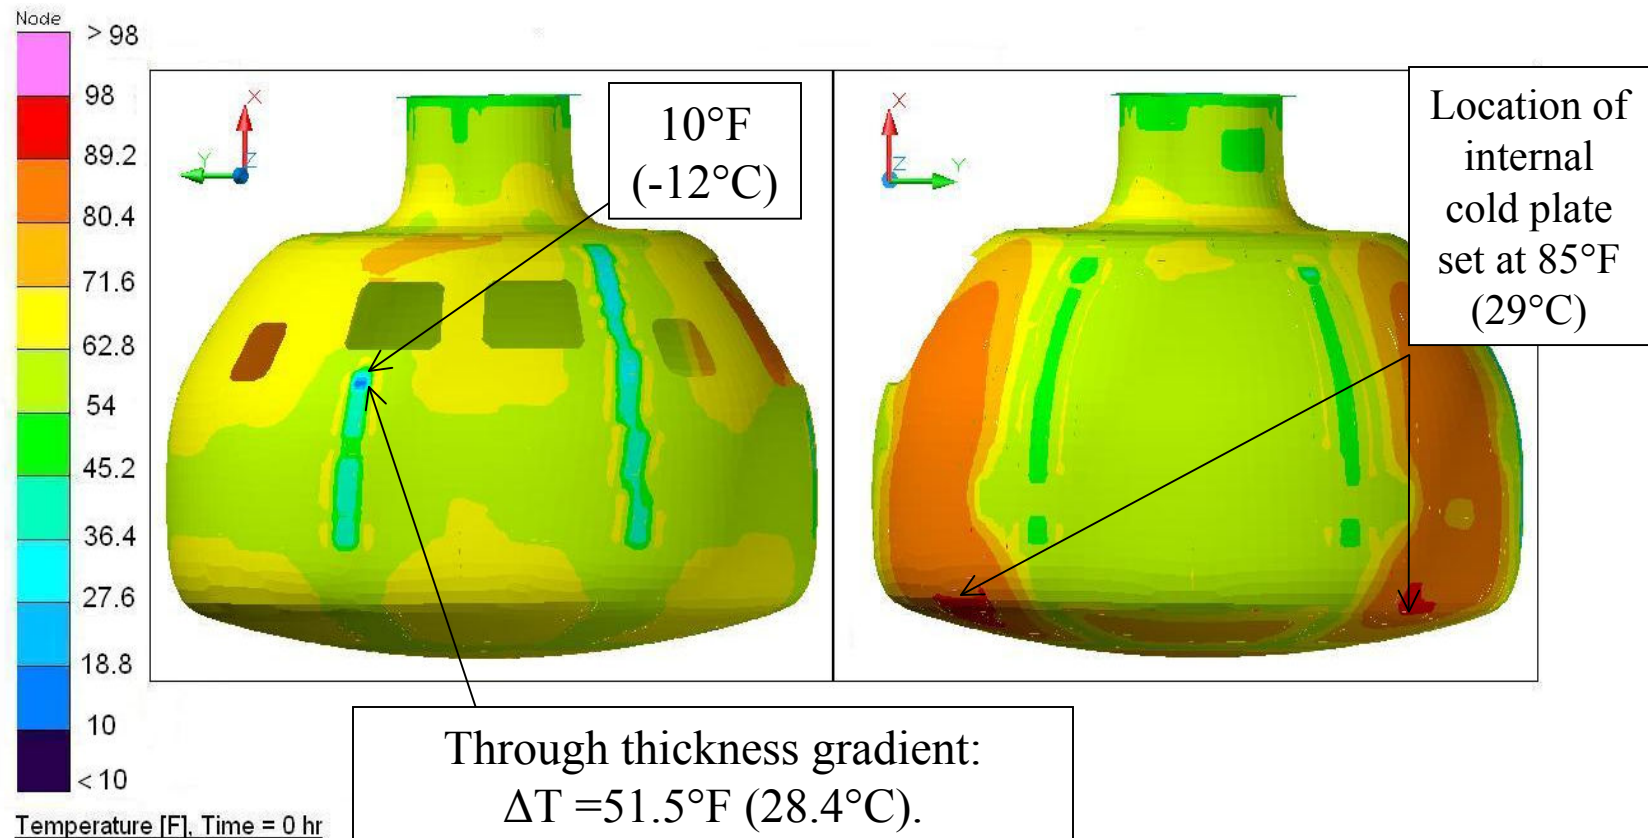 Node
> 98
98
89.2
80.4
71.6
62.8
54
45.2
36.4
27.6
18.8
10
< 10
Temperature [F], Time = 0 hr
X
Y
Z
10°F
(-12°C)
X
Y
Z
Location of
internal
cold plate
set at 85°F
(29°C)
Through thickness gradient:
ΔT =51.5°F (28.4°C).